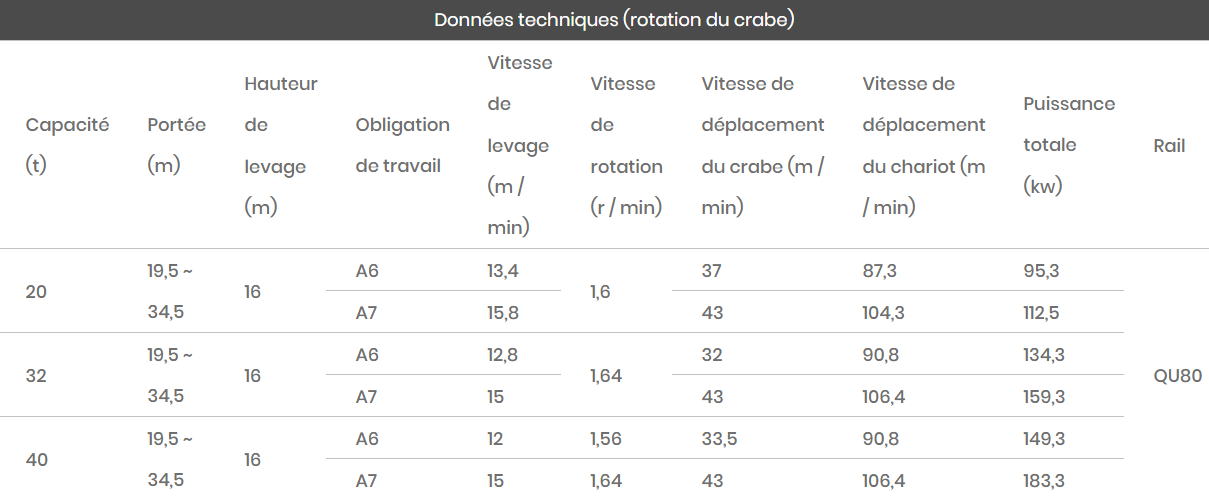 Données techniques (rotation du crabe)
Capacité (t) Portée (m) Hauteur de levage (m) Obligation de travail Vitesse de levage (m / min) Vitesse de rotation (r / min) Vitesse de déplacement du crabe (m / min) Vitesse de déplacement du chariot (m / min) Puissance totale (kw) Rail
20 19,5 ~ 34,5 16 A6 13,4 1,6 37 87,3 95,3 QU80
A7 15,8 43 104,3 112,5
32 19,5 ~ 34,5 16 A6 12,8 1,64 32 90,8 134,3
A7 15 43 106,4 159,3
40 19,5 ~ 34,5 16 A6 12 1,56 33,5 90,8 149,3
A7 15 1,64 43 106,4 183,3